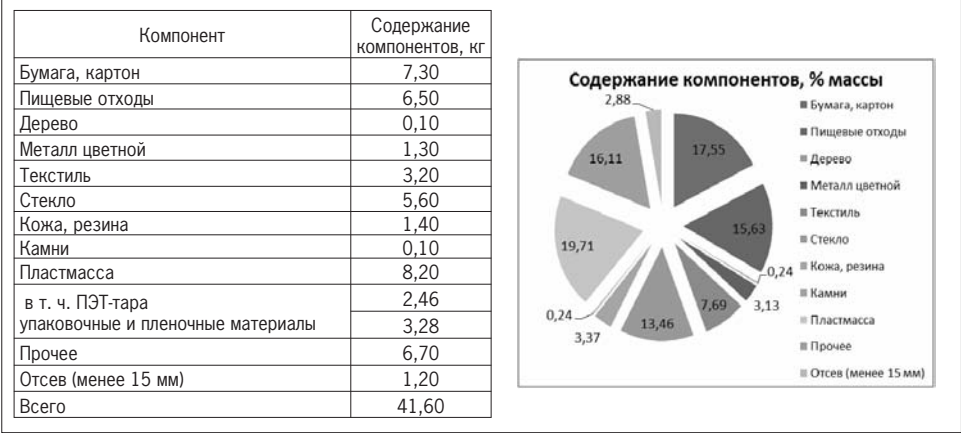 Компонент Содержание
компонентов, кг
Бумага, картон 7,30
Пищевые отходы 6,50
Дерево 0,10
Металл цветной 1,30
Текстиль 3,20
Стекло 5,60
Кожа, резина 1,40
Камни 0,10
Пластмасса 8,20
в т. ч. ПЭТ-тара 2,46
упаковочные и пленочные материалы 3,28
Прочее 6,70
Отсев (менее 15 мм) 1,20
Всего 41,60
Содержание компонентов, % массы
2,88
17,55
16,11
15,63
19,71
0,24
3,13
7,69
0,24
13,46
3,37
Бумага, картон
Пищевые отходы
Дерево
Металл цветной
Текстиль
Стекло
Кожа, резина
Камни
Пластмасса
Прочее
Отсев (менее 15 мм)